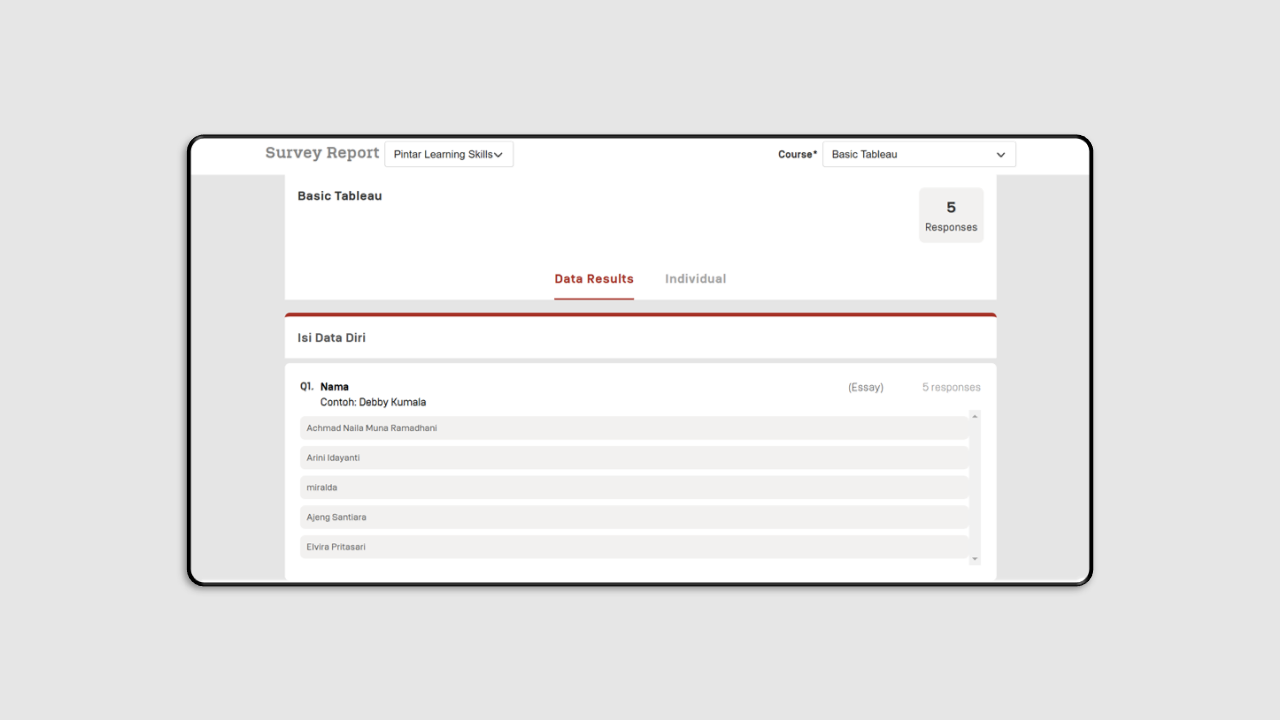 Survey Report Pintar Learning Skills Course* Basic Tableau
Basic Tableau
5
Responses
Data Results Individual
Isi Data Diri
Q1. Nama (Essay) 5 responses
Contoh: Debby Kumala
Achmad Naila Muna Ramadhani
Arini Idayanti
miralda
Ajeng Santiara
Elvira Pritasari